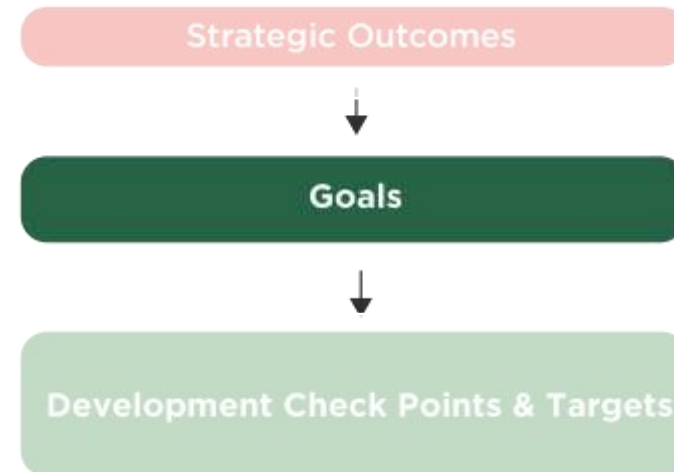 Strategic Outcomes
Goals
Development Check Points & Targets